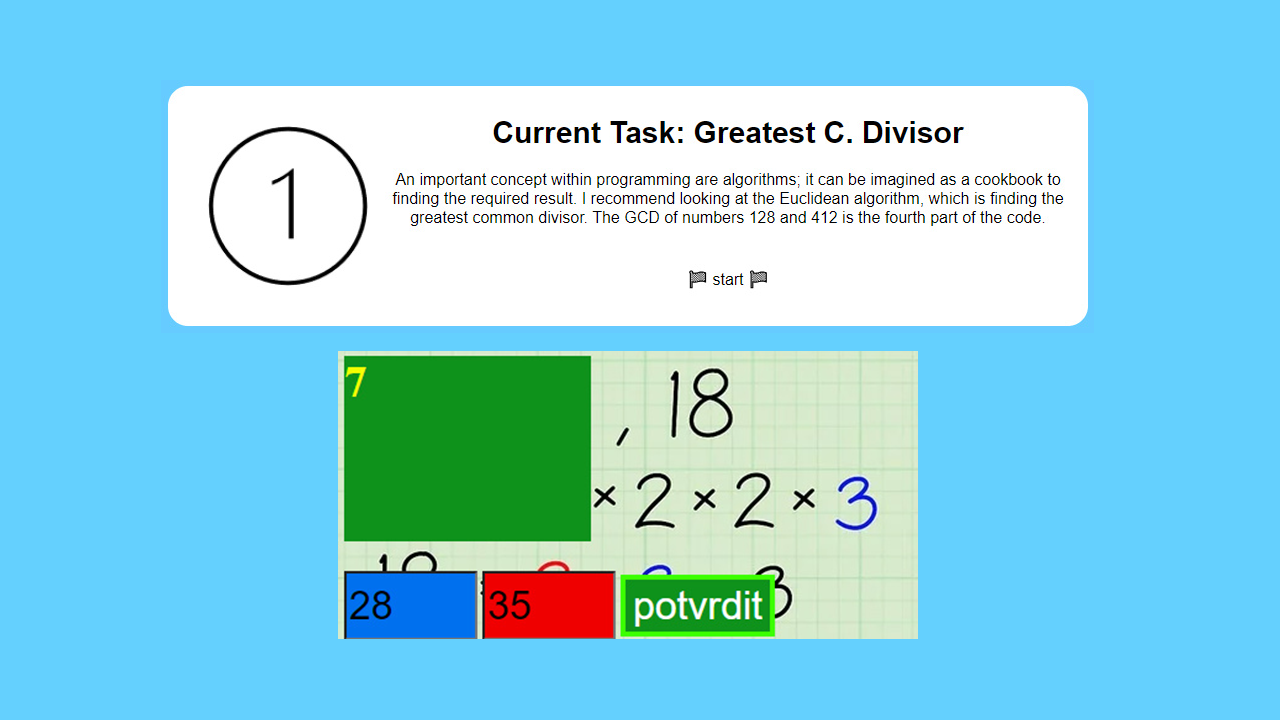 1
Current Task: Greatest C. Divisor
An important concept within programming are algorithms; it can be imagined as a cookbook to
finding the required result. I recommend looking at the Euclidean algorithm, which is finding the
greatest common divisor. The GCD of numbers 128 and 412 is the fourth part of the code.
start
7
, 18
× 2 × 2 × 3
28 35 potvrdit